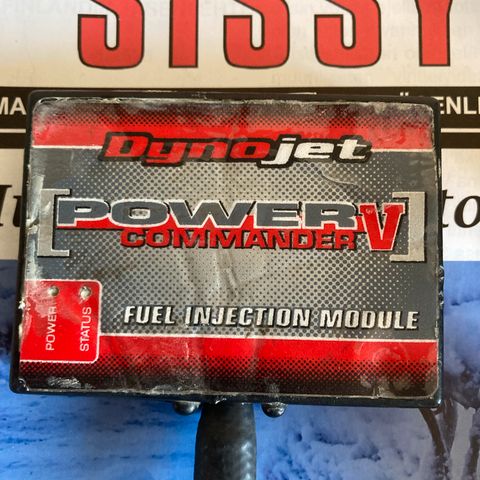 SISSY
Dynojet
[POWER V]
COMMANDER
FUEL INJECTION MODULE
POWER
STATUS